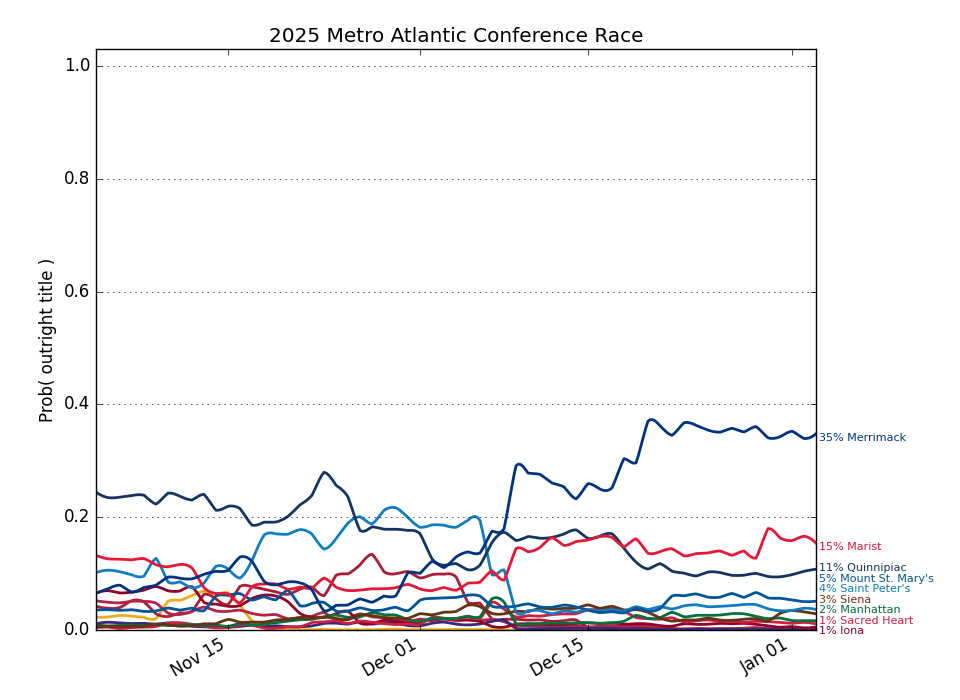 2025 Metro Atlantic Conference Race
Prob( outright title )
1.0
0.8
0.6
0.4
0.2
0.0
Nov 15
Dec 01
Dec 15
Jan 01
35% Merrimack
15% Marist
11% Quinnipiac
5% Mount St. Mary's
4% Saint Peter's
3% Siena
2% Manhattan
1% Sacred Heart
1% Iona